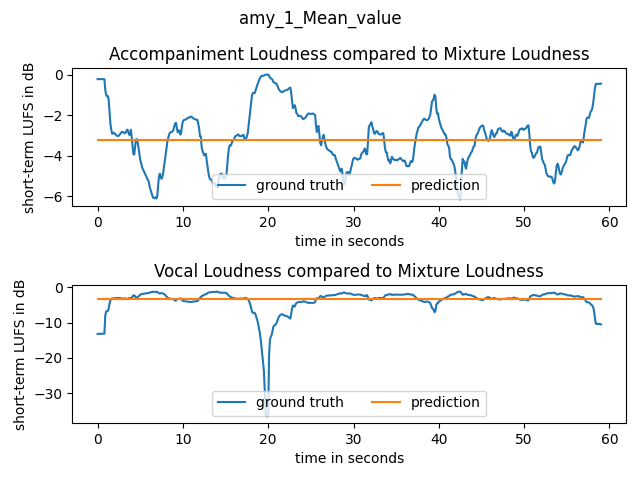 amy_1_Mean_value
Accompaniment Loudness compared to Mixture Loudness
short-term LUFS in dB
0
−2
−4
−6
ground truth prediction
0 10 20 30 40 50 60
time in seconds
Vocal Loudness compared to Mixture Loudness
short-term LUFS in dB
0
−10
−20
−30
ground truth prediction
0 10 20 30 40 50 60
time in seconds